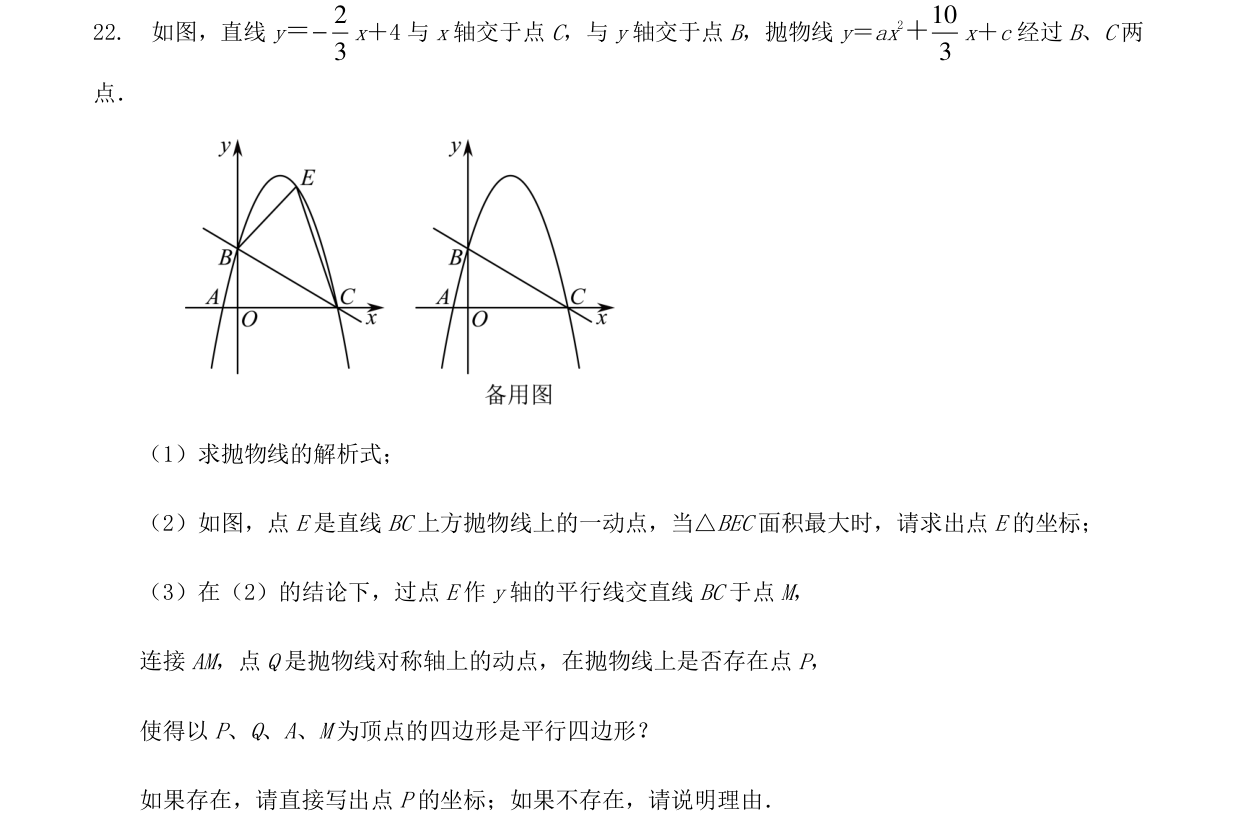 22. 如图，直线 y＝－2/3 x＋4 与 x 轴交于点 C，与 y 轴交于点 B，抛物线 y＝ax²＋10/3 x＋c 经过 B、C 两
点．
y E B A C O x
y B A C O x
备用图
（1）求抛物线的解析式；
（2）如图，点 E 是直线 BC 上方抛物线上的一动点，当△BEC 面积最大时，请求出点 E 的坐标；
（3）在（2）的结论下，过点 E 作 y 轴的平行线交直线 BC 于点 M，
连接 AM，点 Q 是抛物线对称轴上的动点，在抛物线上是否存在点 P，
使得以 P、Q、A、M 为顶点的四边形是平行四边形？
如果存在，请直接写出点 P 的坐标；如果不存在，请说明理由．